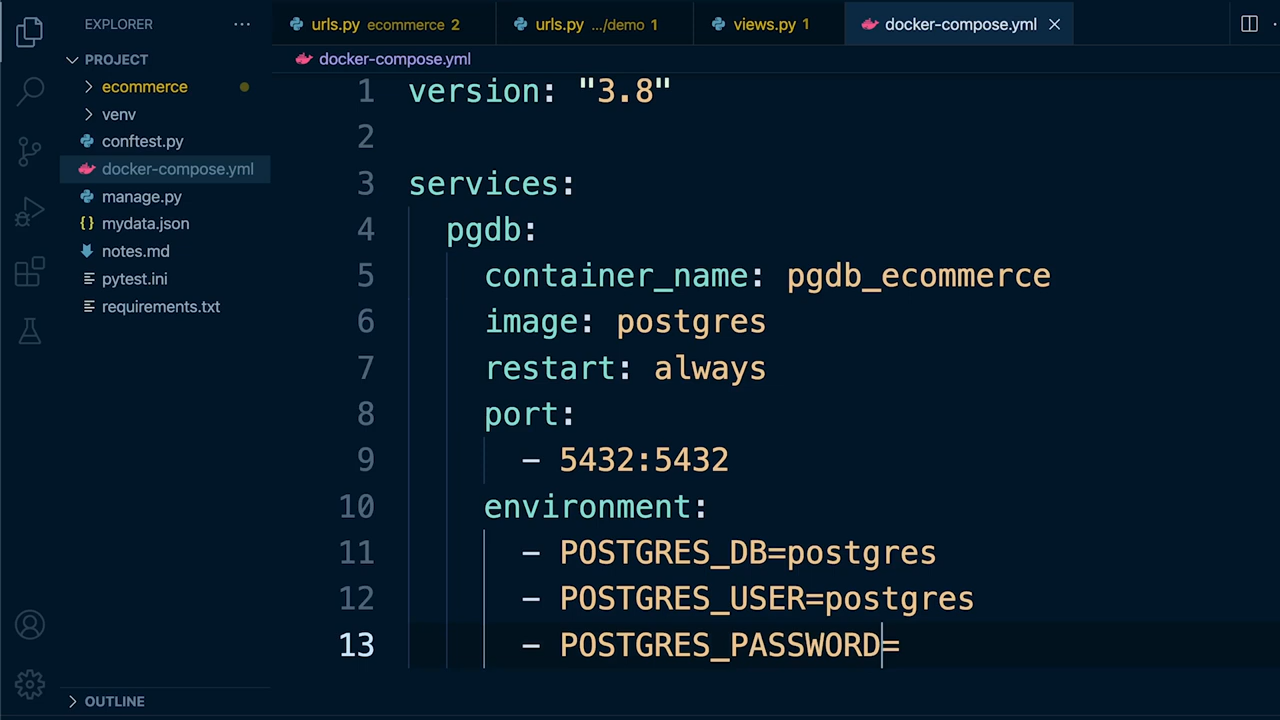 EXPLORER
PROJECT
ecommerce
venv
conftest.py
docker-compose.yml
manage.py
{} mydata.json
notes.md
pytest.ini
requirements.txt
OUTLINE
urls.py ecommerce 2
urls.py .../demo 1
views.py 1
docker-compose.yml
docker-compose.yml
1 version: "3.8"
2
3 services:
4 pgdb:
5 container_name: pgdb_ecommerce
6 image: postgres
7 restart: always
8 port:
9 - 5432:5432
10 environment:
11 - POSTGRES_DB=postgres
12 - POSTGRES_USER=postgres
13 - POSTGRES_PASSWORD=